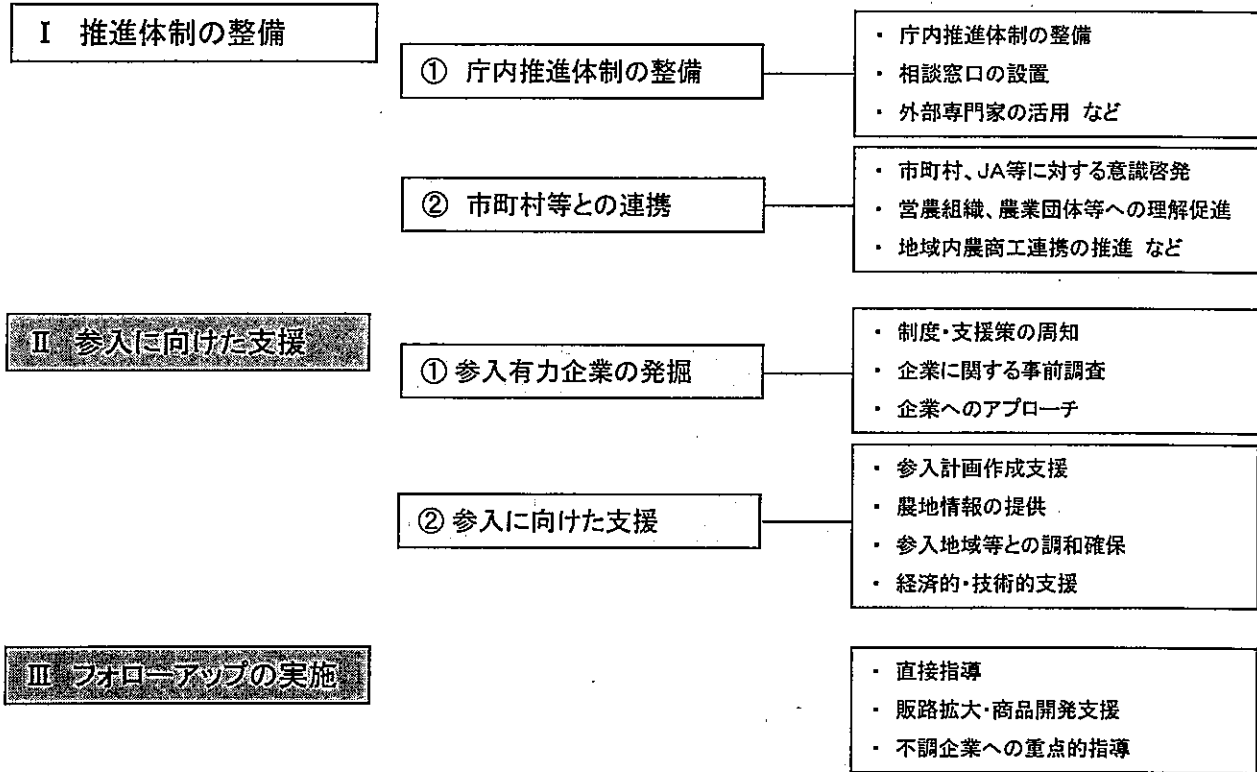 Ⅰ 推進体制の整備
① 庁内推進体制の整備
・ 庁内推進体制の整備
・ 相談窓口の設置
・ 外部専門家の活用 など
② 市町村等との連携
・ 市町村、JA等に対する意識啓発
・ 営農組織、農業団体等への理解促進
・ 地域内農商工連携の推進 など
Ⅱ 参入に向けた支援
① 参入有力企業の発掘
・ 制度・支援策の周知
・ 企業に関する事前調査
・ 企業へのアプローチ
② 参入に向けた支援
・ 参入計画作成支援
・ 農地情報の提供
・ 参入地域等との調和確保
・ 経済的・技術的支援
Ⅲ フォローアップの実施
・ 直接指導
・ 販路拡大・商品開発支援
・ 不調企業への重点的指導